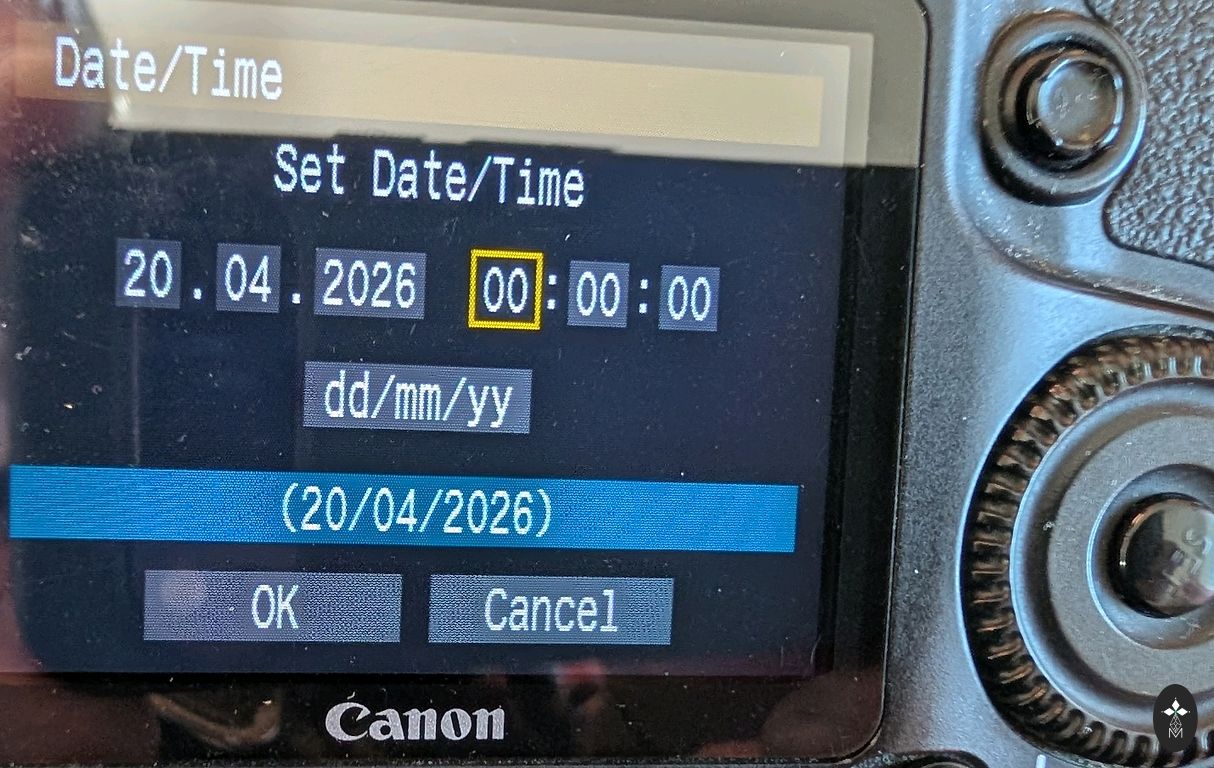 Date/Time
Set Date/Time
20.04.2026 00:00:00
dd/mm/yy
(20/04/2026)
OK Cancel
Canon
M